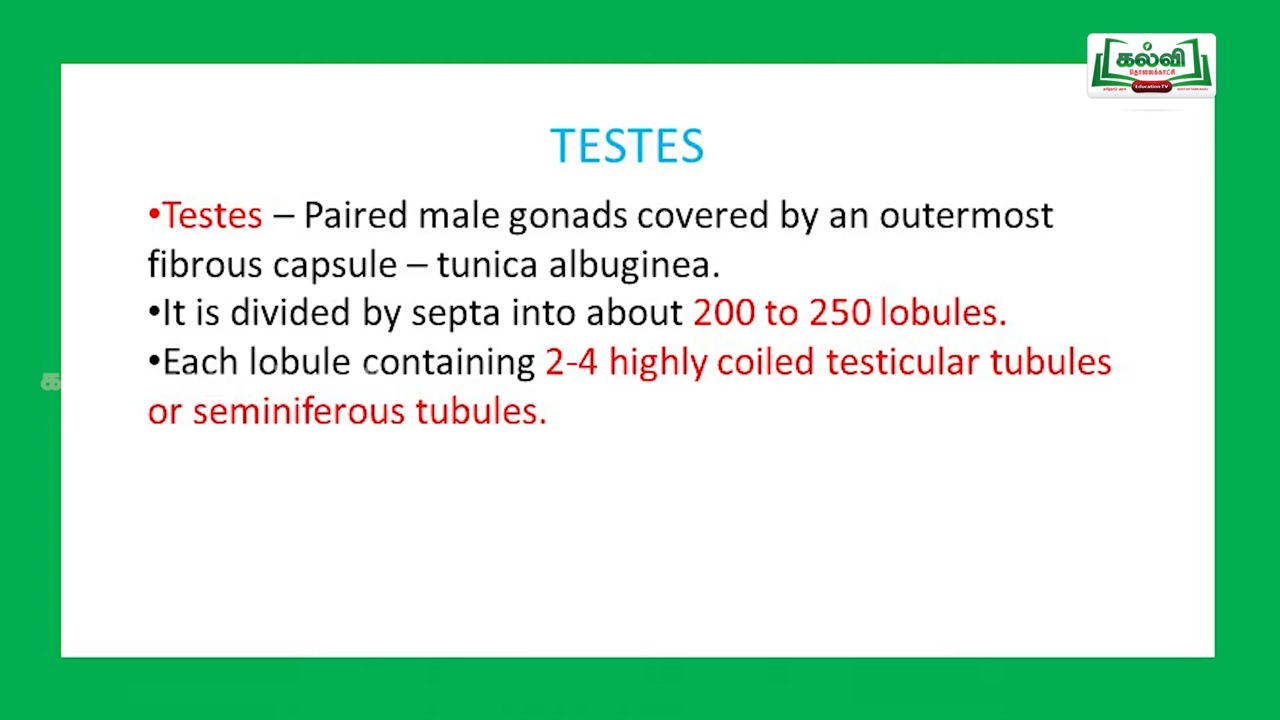 கல்வி
தொலைக்காட்சி
Education TV
TESTES
•Testes – Paired male gonads covered by an outermost
fibrous capsule – tunica albuginea.
•It is divided by septa into about 200 to 250 lobules.
•Each lobule containing 2-4 highly coiled testicular tubules
or seminiferous tubules.
க